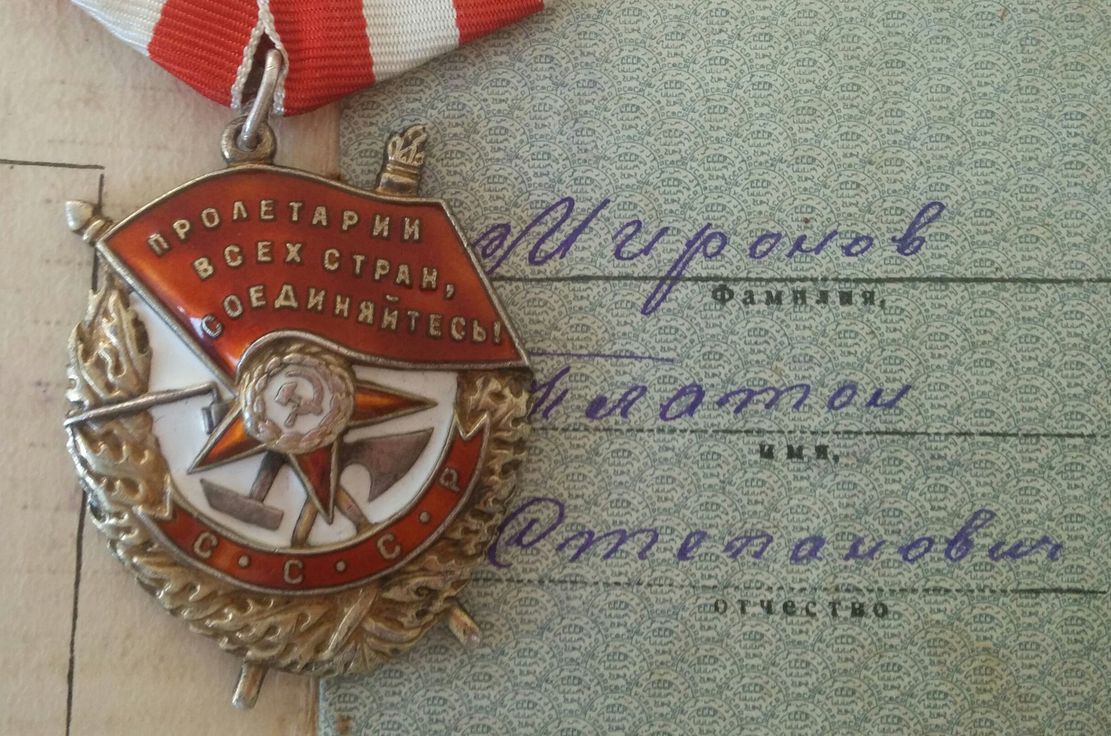 ПРОЛЕТАРИИ
ВСЕХ СТРАН,
СОЕДИНЯЙТЕСЬ!
С·С·С·Р
Миронов
Фамилия,
Платон
имя,
Степанович
отчество